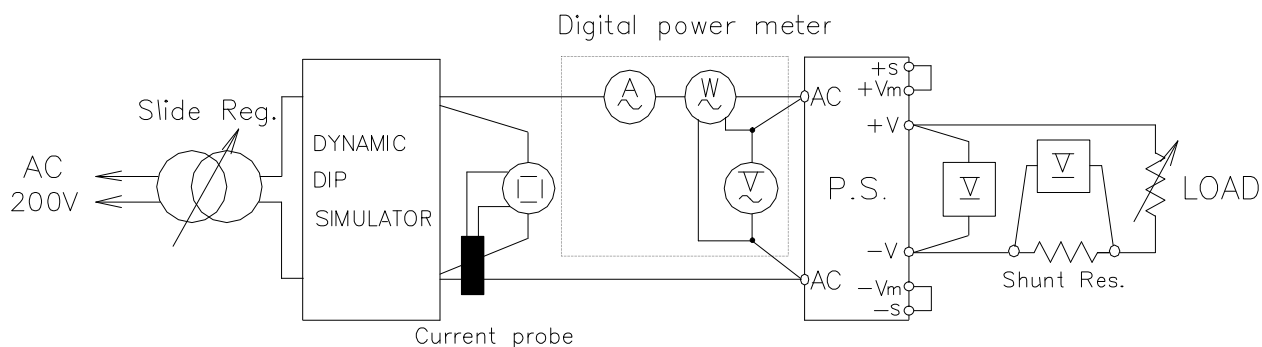 Digital power meter
Slide Reg.
AC
200V
DYNAMIC
DIP
SIMULATOR
Current probe
A
W
V
AC
AC
P.S.
+S
+Vm
+V
-V
-Vm
-S
V
V
Shunt Res.
LOAD